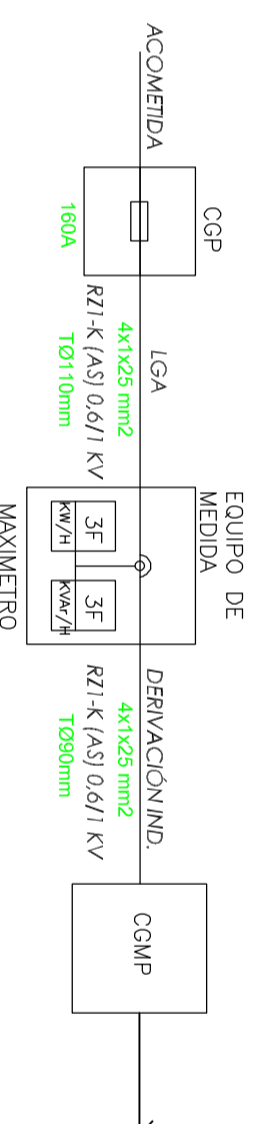 ACOMETIDA
CGP
160A
LGA
4x1x25 mm2
RZ1-K (AS) 0,6/1 KV
TØ110mm
EQUIPO DE
MEDIDA
3F
KW/H
3F
KVAr/H
MAXIMETRO
DERIVACIÓN IND.
4x1x25 mm2
RZ1-K (AS) 0,6/1 KV
TØ90mm
CGMP